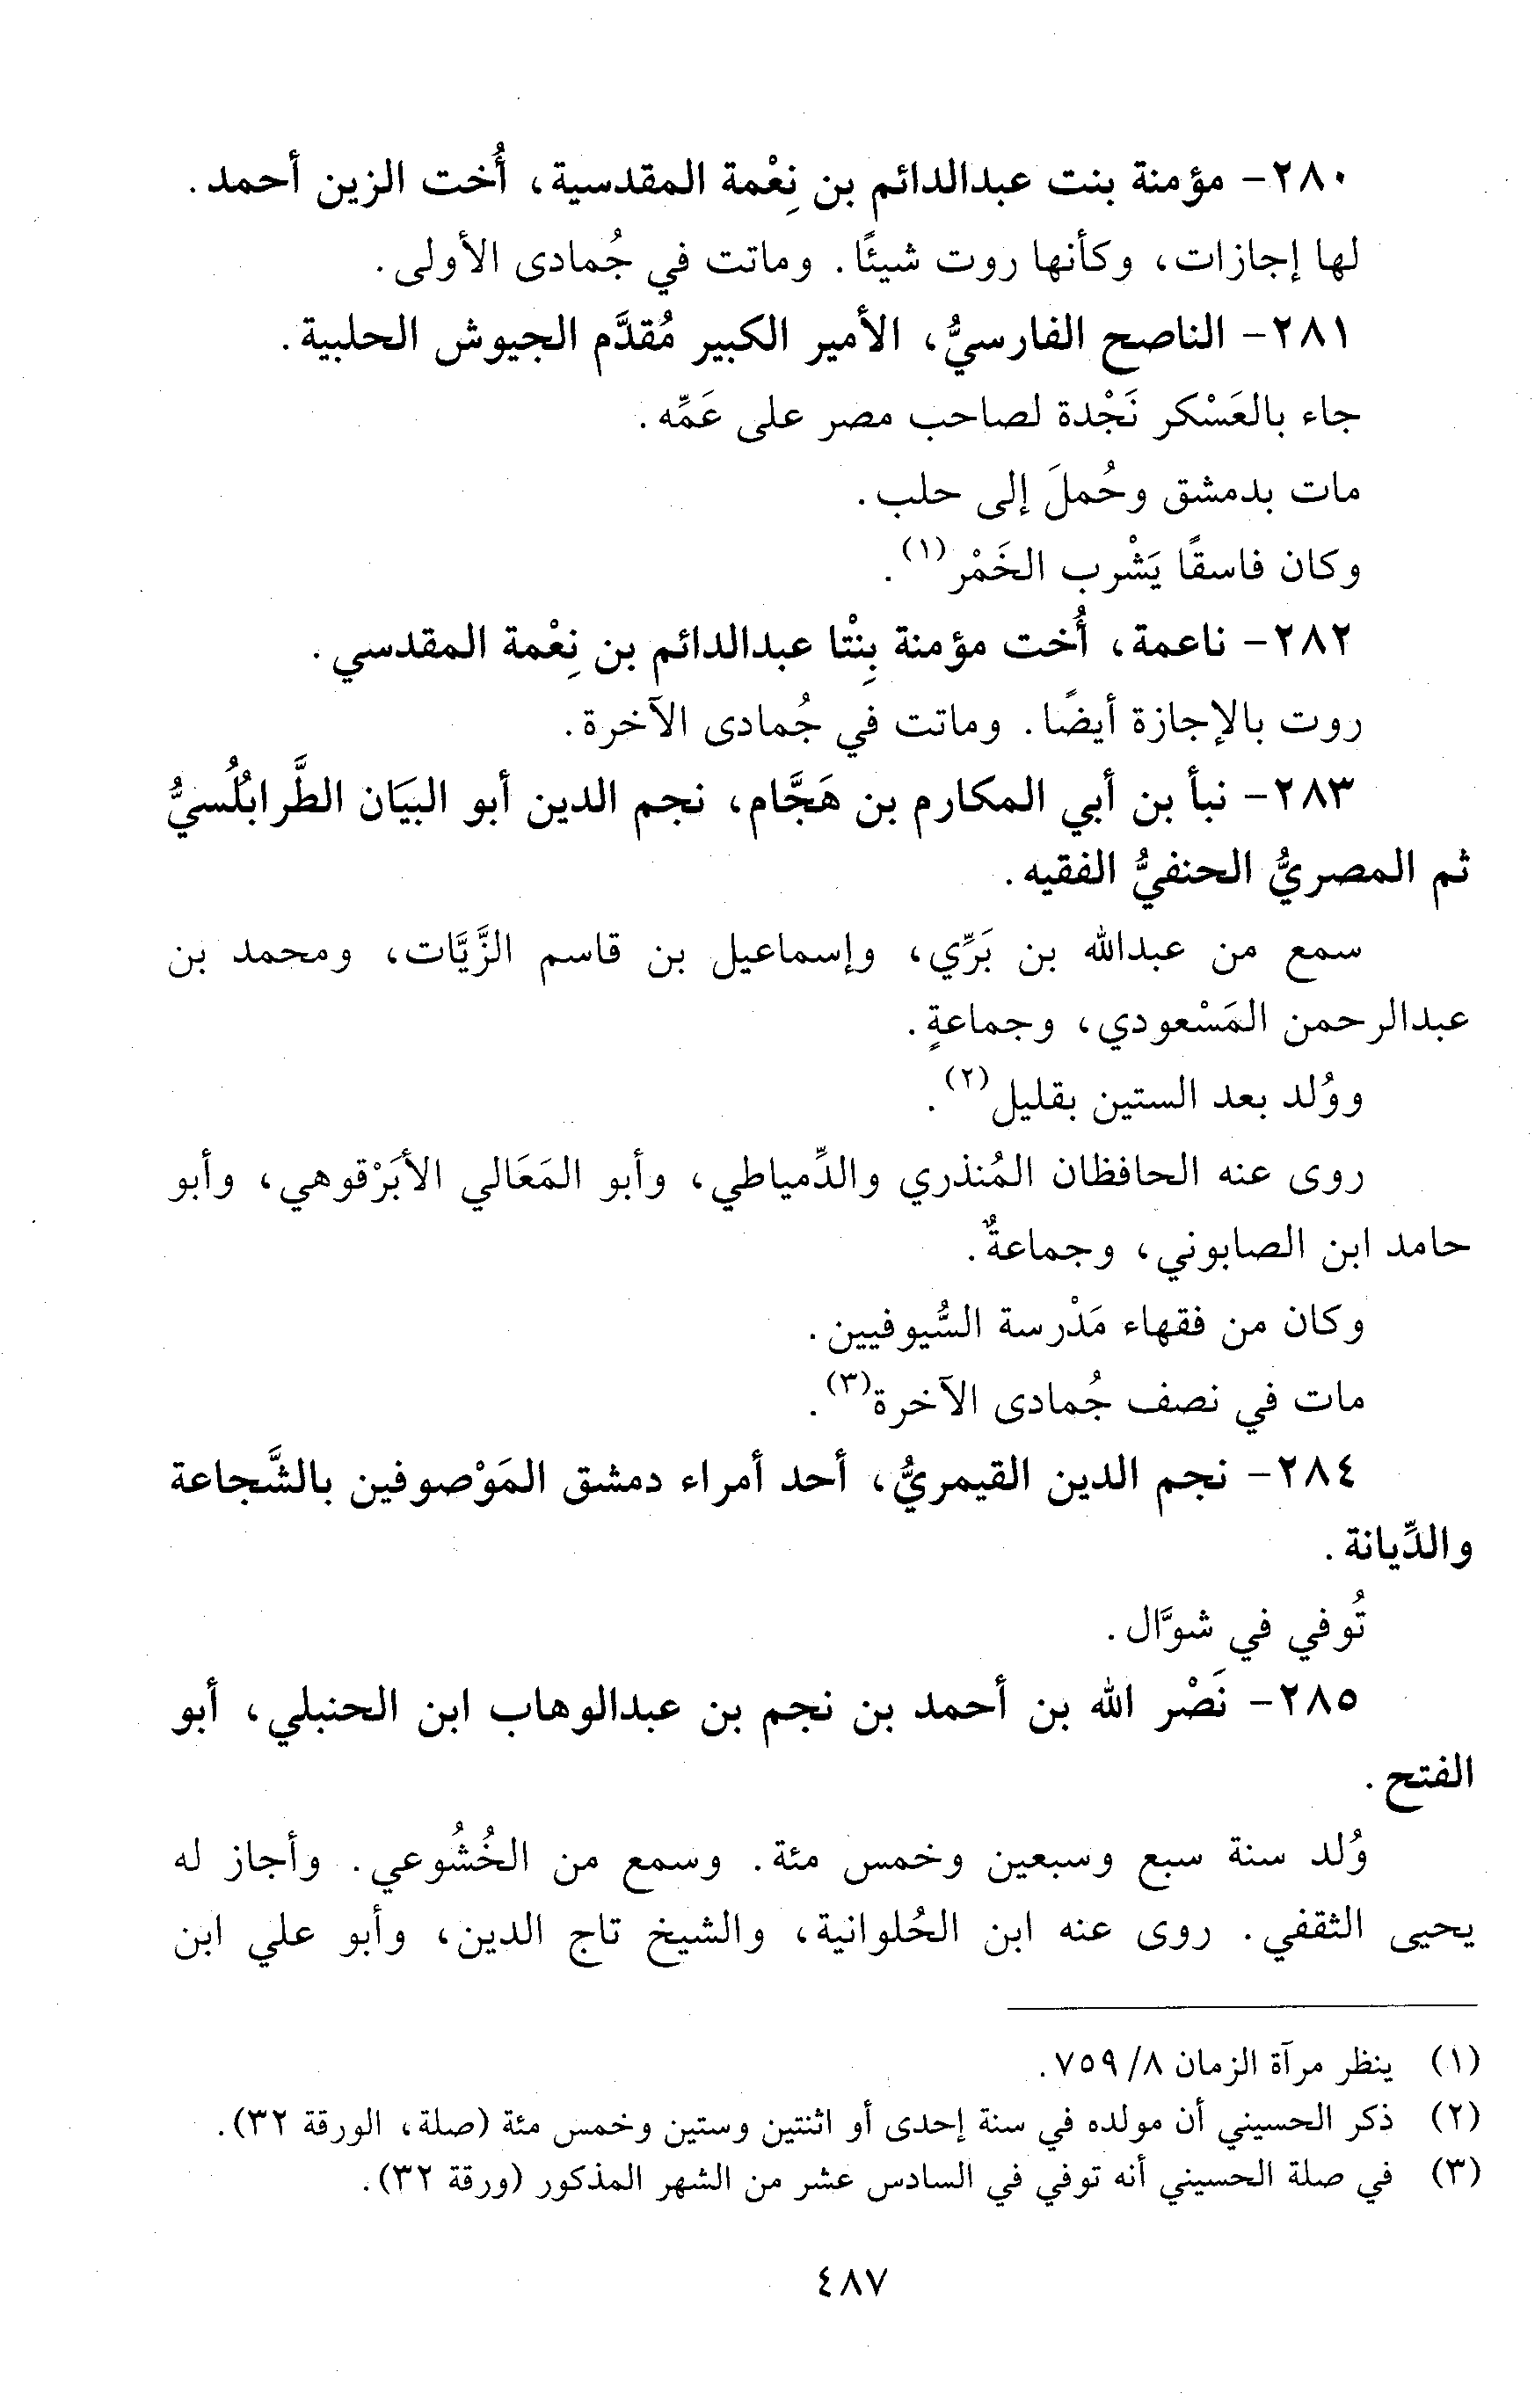 ٢٨٠- مؤمنة بنت عبدالدائم بن نِعْمة المقدسية، أُخت الزين أحمد.
لها إجازات، وكأنها روت شيئًا. وماتت في جُمادى الأولى.
٢٨١- الناصح الفارسيُّ، الأمير الكبير مُقدَّم الجيوش الحلبية.
جاء بالعَسْكر نَجْدة لصاحب مصر على عَمِّه.
مات بدمشق وحُملَ إلى حلب.
وكان فاسقًا يَشْرب الخَمْر(١).
٢٨٢- ناعمة، أُخت مؤمنة بِنْتا عبدالدائم بن نِعْمة المقدسي.
روت بالإجازة أيضًا. وماتت في جُمادى الآخرة.
٢٨٣- نبأ بن أبي المكارم بن هَجَّام، نجم الدين أبو البيَان الطَّرابُلُسيُّ
ثم المصريُّ الحنفيُّ الفقيه.
سمع من عبدالله بن بَرِّي، وإسماعيل بن قاسم الزَّيَّات، ومحمد بن
عبدالرحمن المَسْعودي، وجماعةٍ.
ووُلد بعد الستين بقليل(٢).
روى عنه الحافظان المُنذري والدِّمياطي، وأبو المَعَالي الأبَرْقوهي، وأبو
حامد ابن الصابوني، وجماعةٌ.
وكان من فقهاء مَدْرسة السُّيوفيين.
مات في نصف جُمادى الآخرة(٣).
٢٨٤- نجم الدين القيمريُّ، أحد أمراء دمشق المَوْصوفين بالشَّجاعة
والدِّيانة.
تُوفي في شوَّال.
٢٨٥- نَصْر الله بن أحمد بن نجم بن عبدالوهاب ابن الحنبلي، أبو
الفتح.
وُلد سنة سبع وسبعين وخمس مئة. وسمع من الخُشُوعي. وأجاز له
يحيى الثقفي. روى عنه ابن الحُلوانية، والشيخ تاج الدين، وأبو علي ابن
(١) ينظر مرآة الزمان ٨/ ٧٥٩.
(٢) ذكر الحسيني أن مولده في سنة إحدى أو اثنتين وستين وخمس مئة (صلة، الورقة ٣٢).
(٣) في صلة الحسيني أنه توفي في السادس عشر من الشهر المذكور (ورقة ٣٢).
٤٨٧